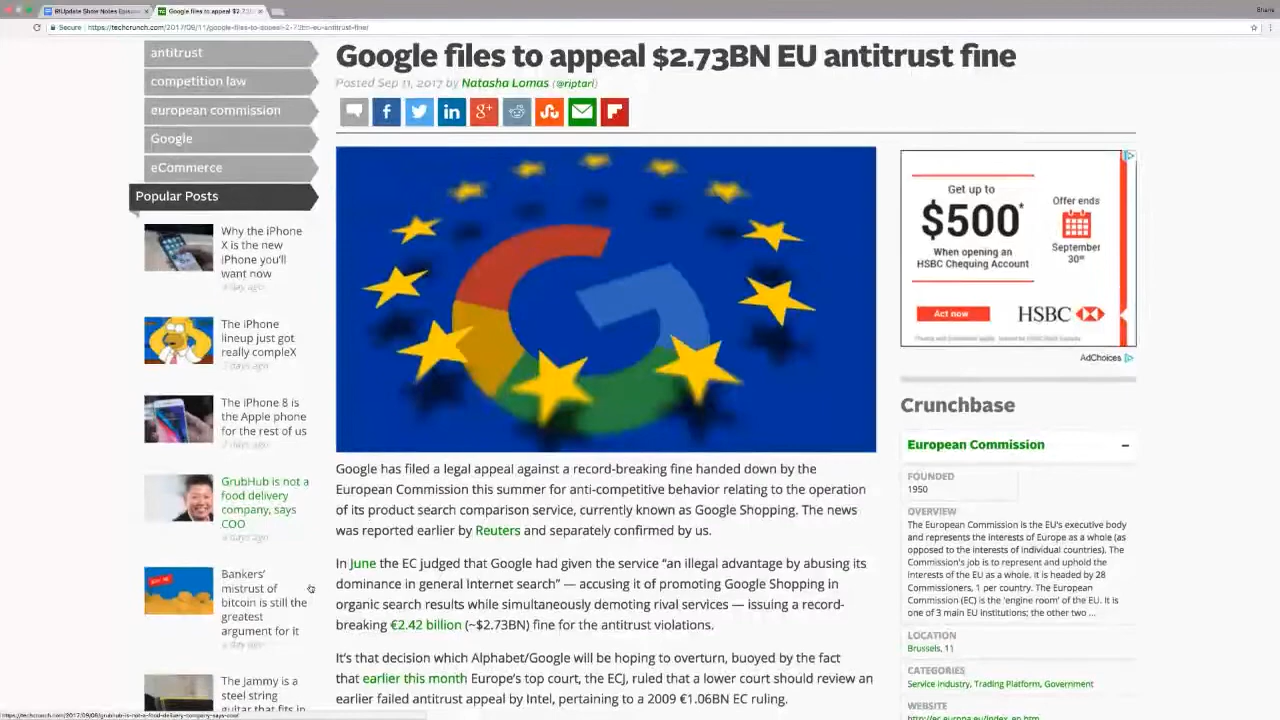 BIUpdate Show Notes Episo
Google files to appeal $2.73
Shane
Secure
https://techcrunch.com/2017/09/11/google-files-to-appeal-2-73bn-eu-antitrust-fine/
antitrust
competition law
european commission
Google
eCommerce
Popular Posts
Why the iPhone
X is the new
iPhone you'll
want now
The iPhone
lineup just got
really compleX
The iPhone 8 is
the Apple phone
for the rest of us
GrubHub is not a
food delivery
company, says
COO
Bankers'
mistrust of
bitcoin is still the
greatest
argument for it
The Jammy is a
steel string
guitar that fits in
Google files to appeal $2.73BN EU antitrust fine
Posted Sep 11, 2017 by Natasha Lomas (@riptari)
Google has filed a legal appeal against a record-breaking fine handed down by the
European Commission this summer for anti-competitive behavior relating to the operation
of its product search comparison service, currently known as Google Shopping. The news
was reported earlier by Reuters and separately confirmed by us.
In June the EC judged that Google had given the service “an illegal advantage by abusing its
dominance in general Internet search” — accusing it of promoting Google Shopping in
organic search results while simultaneously demoting rival services — issuing a record-
breaking €2.42 billion (~$2.73BN) fine for the antitrust violations.
It's that decision which Alphabet/Google will be hoping to overturn, buoyed by the fact
that earlier this month Europe's top court, the ECJ, ruled that a lower court should review an
earlier failed antitrust appeal by Intel, pertaining to a 2009 €1.06BN EC ruling.
Get up to
$500*
When opening an
HSBC Chequing Account
Act now
Offer ends
September
30th
HSBC
AdChoices
Crunchbase
European Commission
FOUNDED
1950
OVERVIEW
The European Commission is the EU's executive body
and represents the interests of Europe as a whole (as
opposed to the interests of individual countries). The
Commission's job is to represent and uphold the
interests of the EU as a whole. It is headed by 28
Commissioners, 1 per country. The European
Commission (EC) is the 'engine room' of the EU. It is
one of 3 main EU institutions; the other two ...
LOCATION
Brussels, 11
CATEGORIES
Service Industry, Trading Platform, Government
WEBSITE
http://ec.europa.eu/index_en.htm